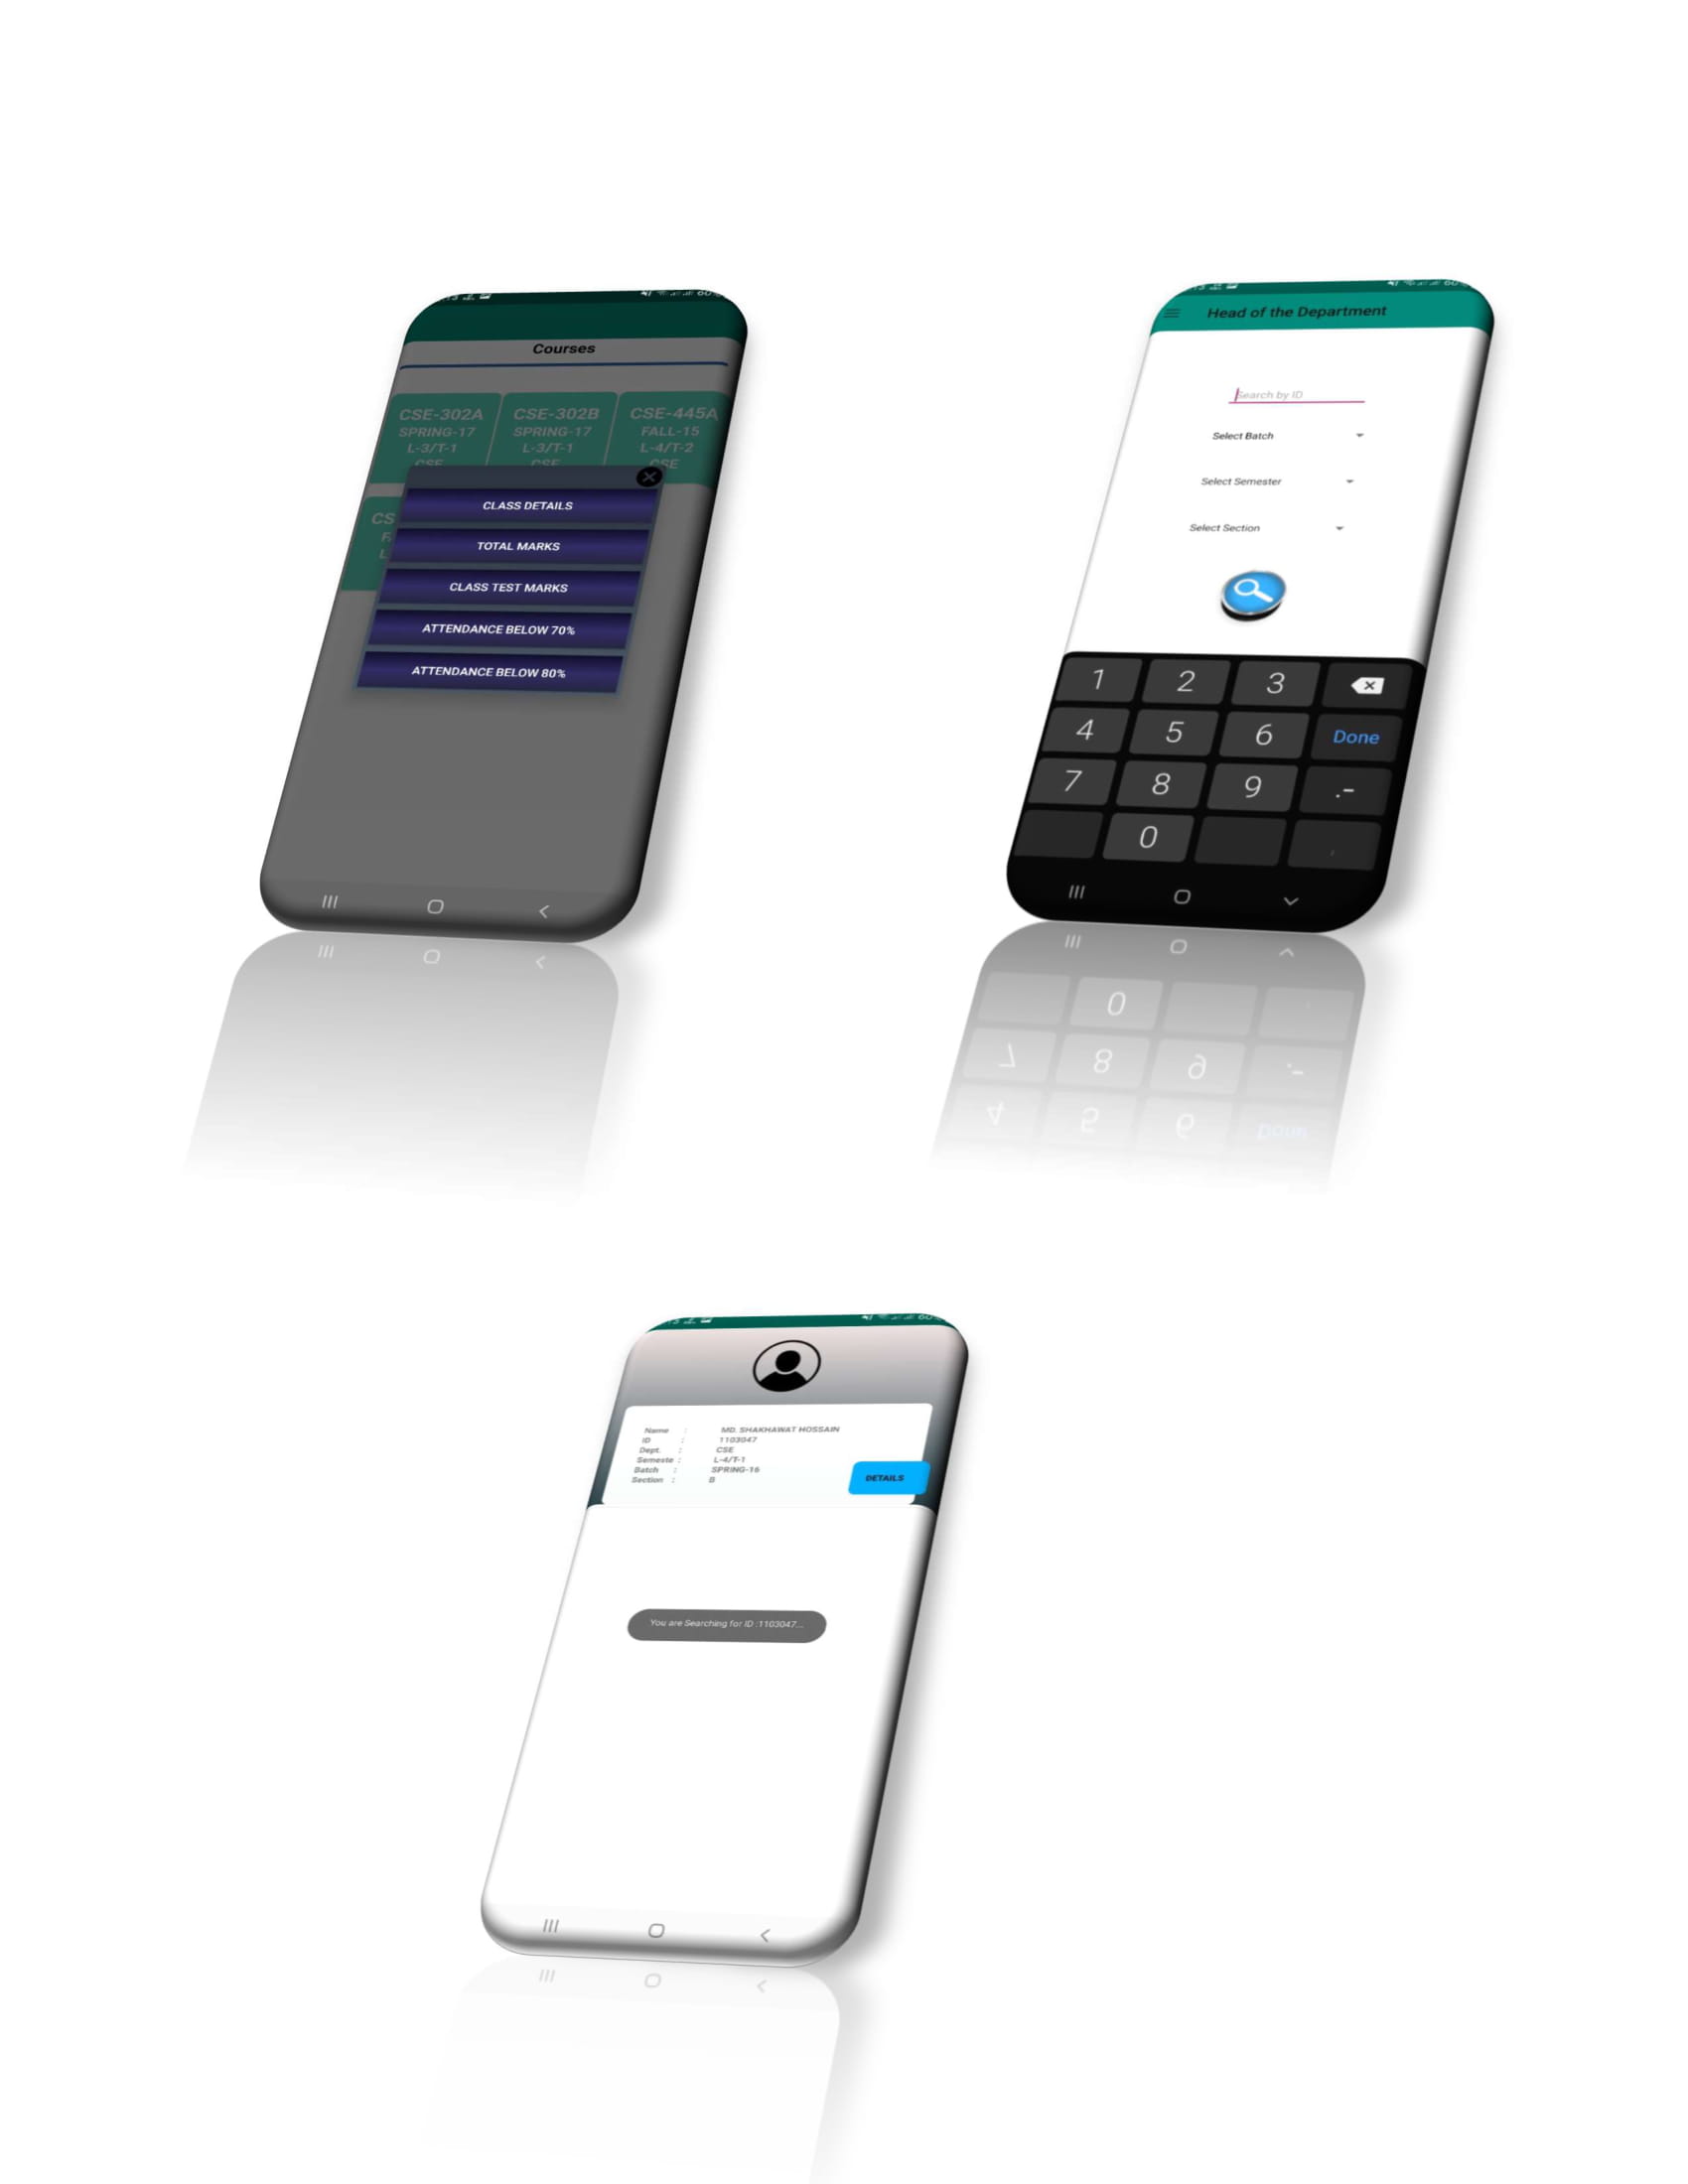 Courses
CSE-302A
SPRING-17
L-3/T-1
CSE
CSE-302B
SPRING-17
L-3/T-1
CSE
CSE-445A
FALL-15
L-4/T-2
CSE
CLASS DETAILS
TOTAL MARKS
CLASS TEST MARKS
ATTENDANCE BELOW 70%
ATTENDANCE BELOW 80%
Head of the Department
Search by ID
Select Batch
Select Semester
Select Section
1 2 3
4 5 6 Done
7 8 9 .-
0 ,
Name : MD. SHAKHAWAT HOSSAIN
ID : 1103047
Dept. : CSE
Semeste : L-4/T-1
Batch : SPRING-16
Section : B
DETAILS
You are Searching for ID :1103047...